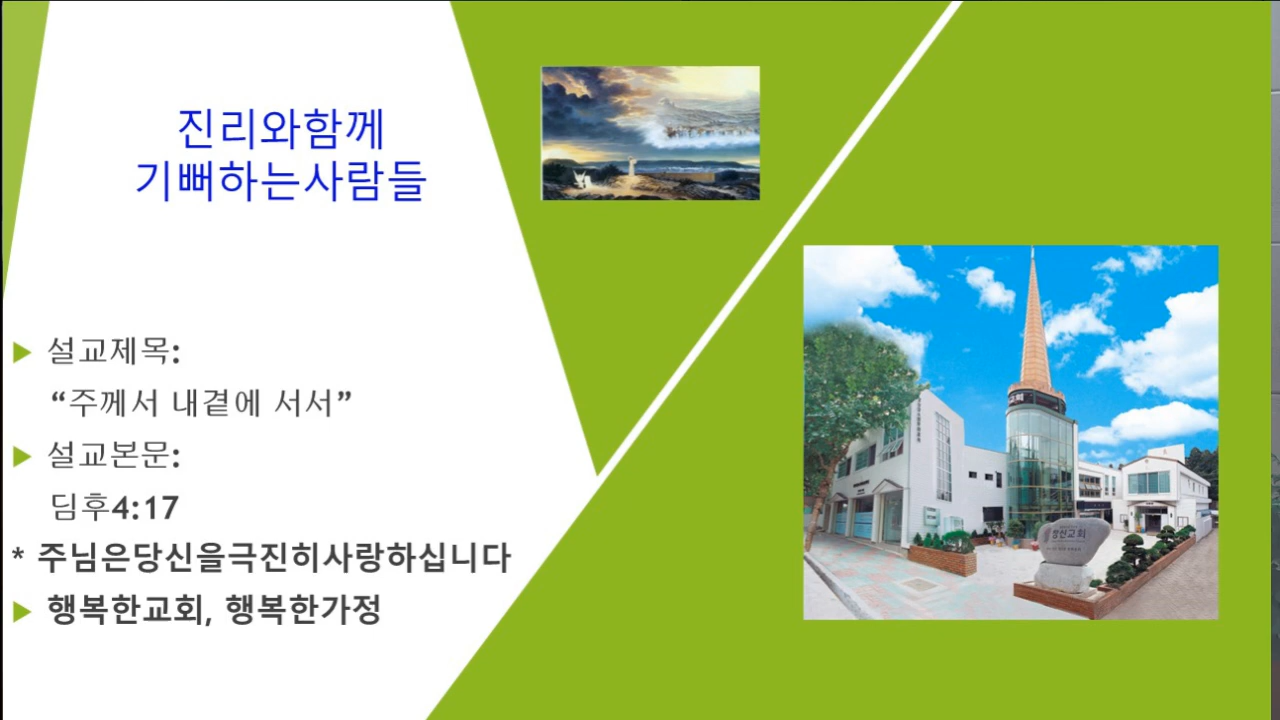 진리와함께
기뻐하는사람들
▶ 설교제목:
“주께서 내곁에 서서”
▶ 설교본문:
딤후4:17
* 주님은당신을극진히사랑하십니다
▶ 행복한교회, 행복한가정
교회